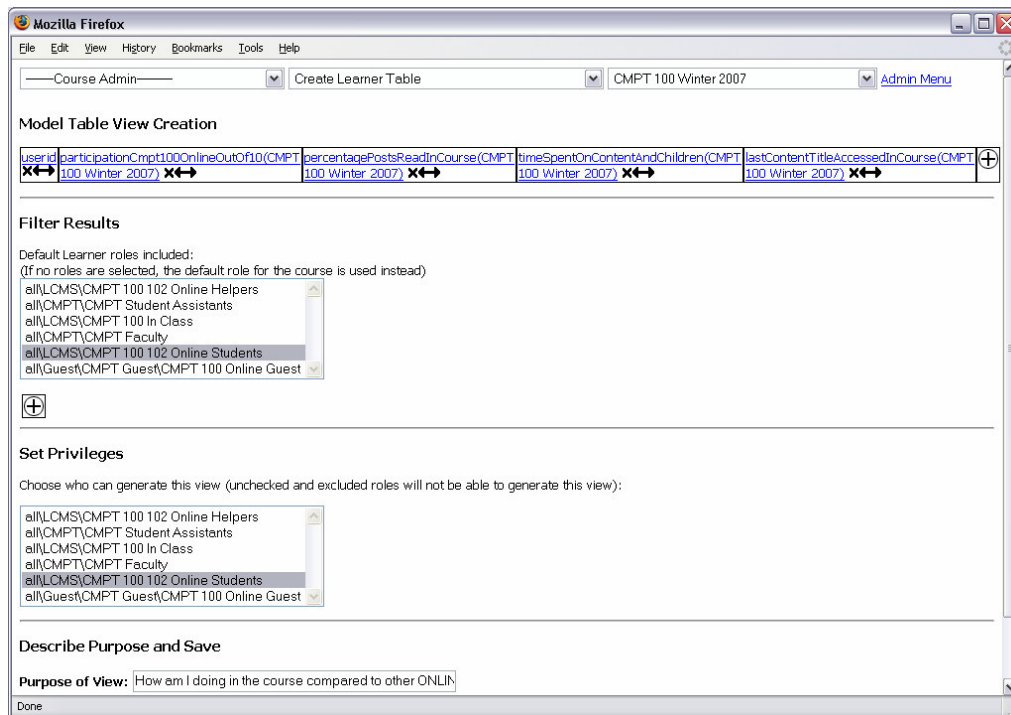 Mozilla Firefox
File Edit View History Bookmarks Tools Help
——Course Admin—— Create Learner Table CMPT 100 Winter 2007 Admin Menu
Model Table View Creation
userid participationCmpt100OnlineOutOf10(CMPT percentagePostsReadInCourse(CMPT timeSpentOnContentAndChildren(CMPT lastContentTitleAccessedInCourse(CMPT
100 Winter 2007) 100 Winter 2007) 100 Winter 2007) 100 Winter 2007)
Filter Results
Default Learner roles included:
(If no roles are selected, the default role for the course is used instead)
all\LCMS\CMPT 100 102 Online Helpers
all\CMPT\CMPT Student Assistants
all\LCMS\CMPT 100 In Class
all\CMPT\CMPT Faculty
all\LCMS\CMPT 100 102 Online Students
all\Guest\CMPT Guest\CMPT 100 Online Guest
Set Privileges
Choose who can generate this view (unchecked and excluded roles will not be able to generate this view):
all\LCMS\CMPT 100 102 Online Helpers
all\CMPT\CMPT Student Assistants
all\LCMS\CMPT 100 In Class
all\CMPT\CMPT Faculty
all\LCMS\CMPT 100 102 Online Students
all\Guest\CMPT Guest\CMPT 100 Online Guest
Describe Purpose and Save
Purpose of View: How am I doing in the course compared to other ONLIN
Done